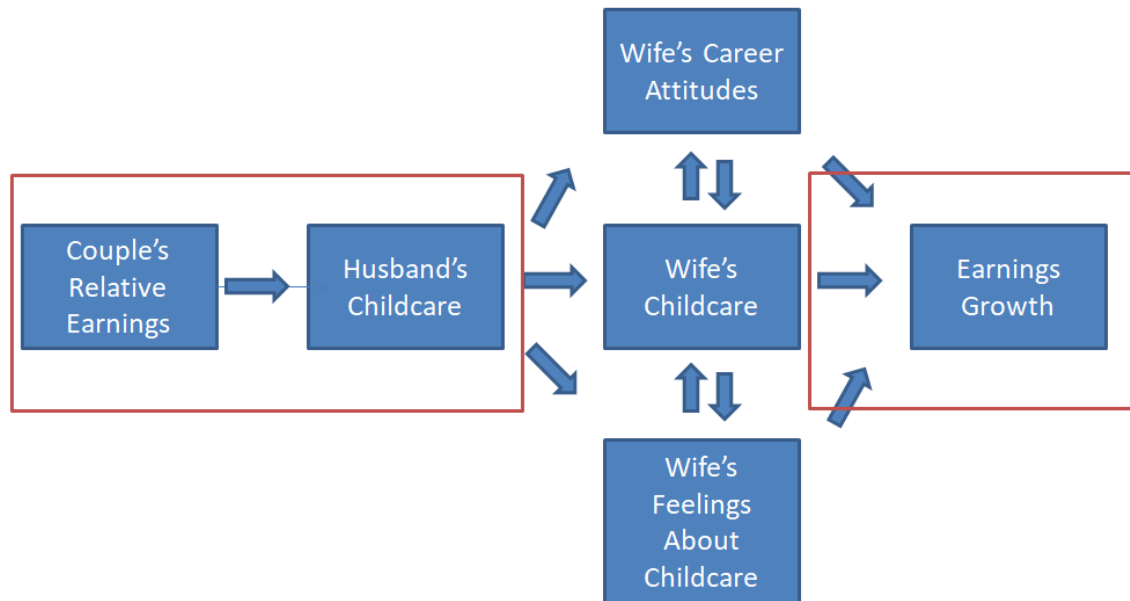 Wife's Career
Attitudes
Couple's
Relative
Earnings
Husband's
Childcare
Wife's
Childcare
Earnings
Growth
Wife's
Feelings
About
Childcare